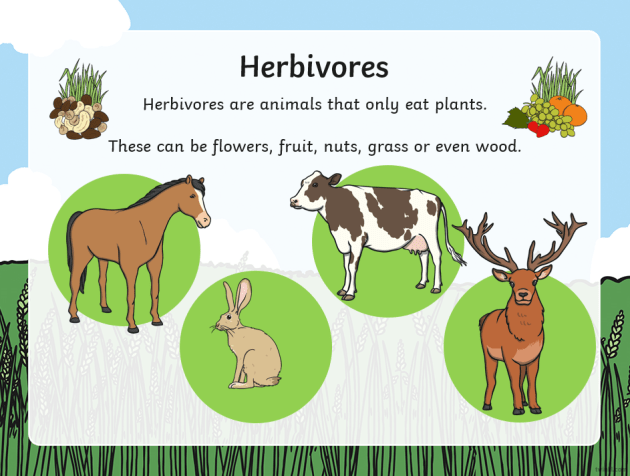 Herbivores
Herbivores are animals that only eat plants.
These can be flowers, fruit, nuts, grass or even wood.